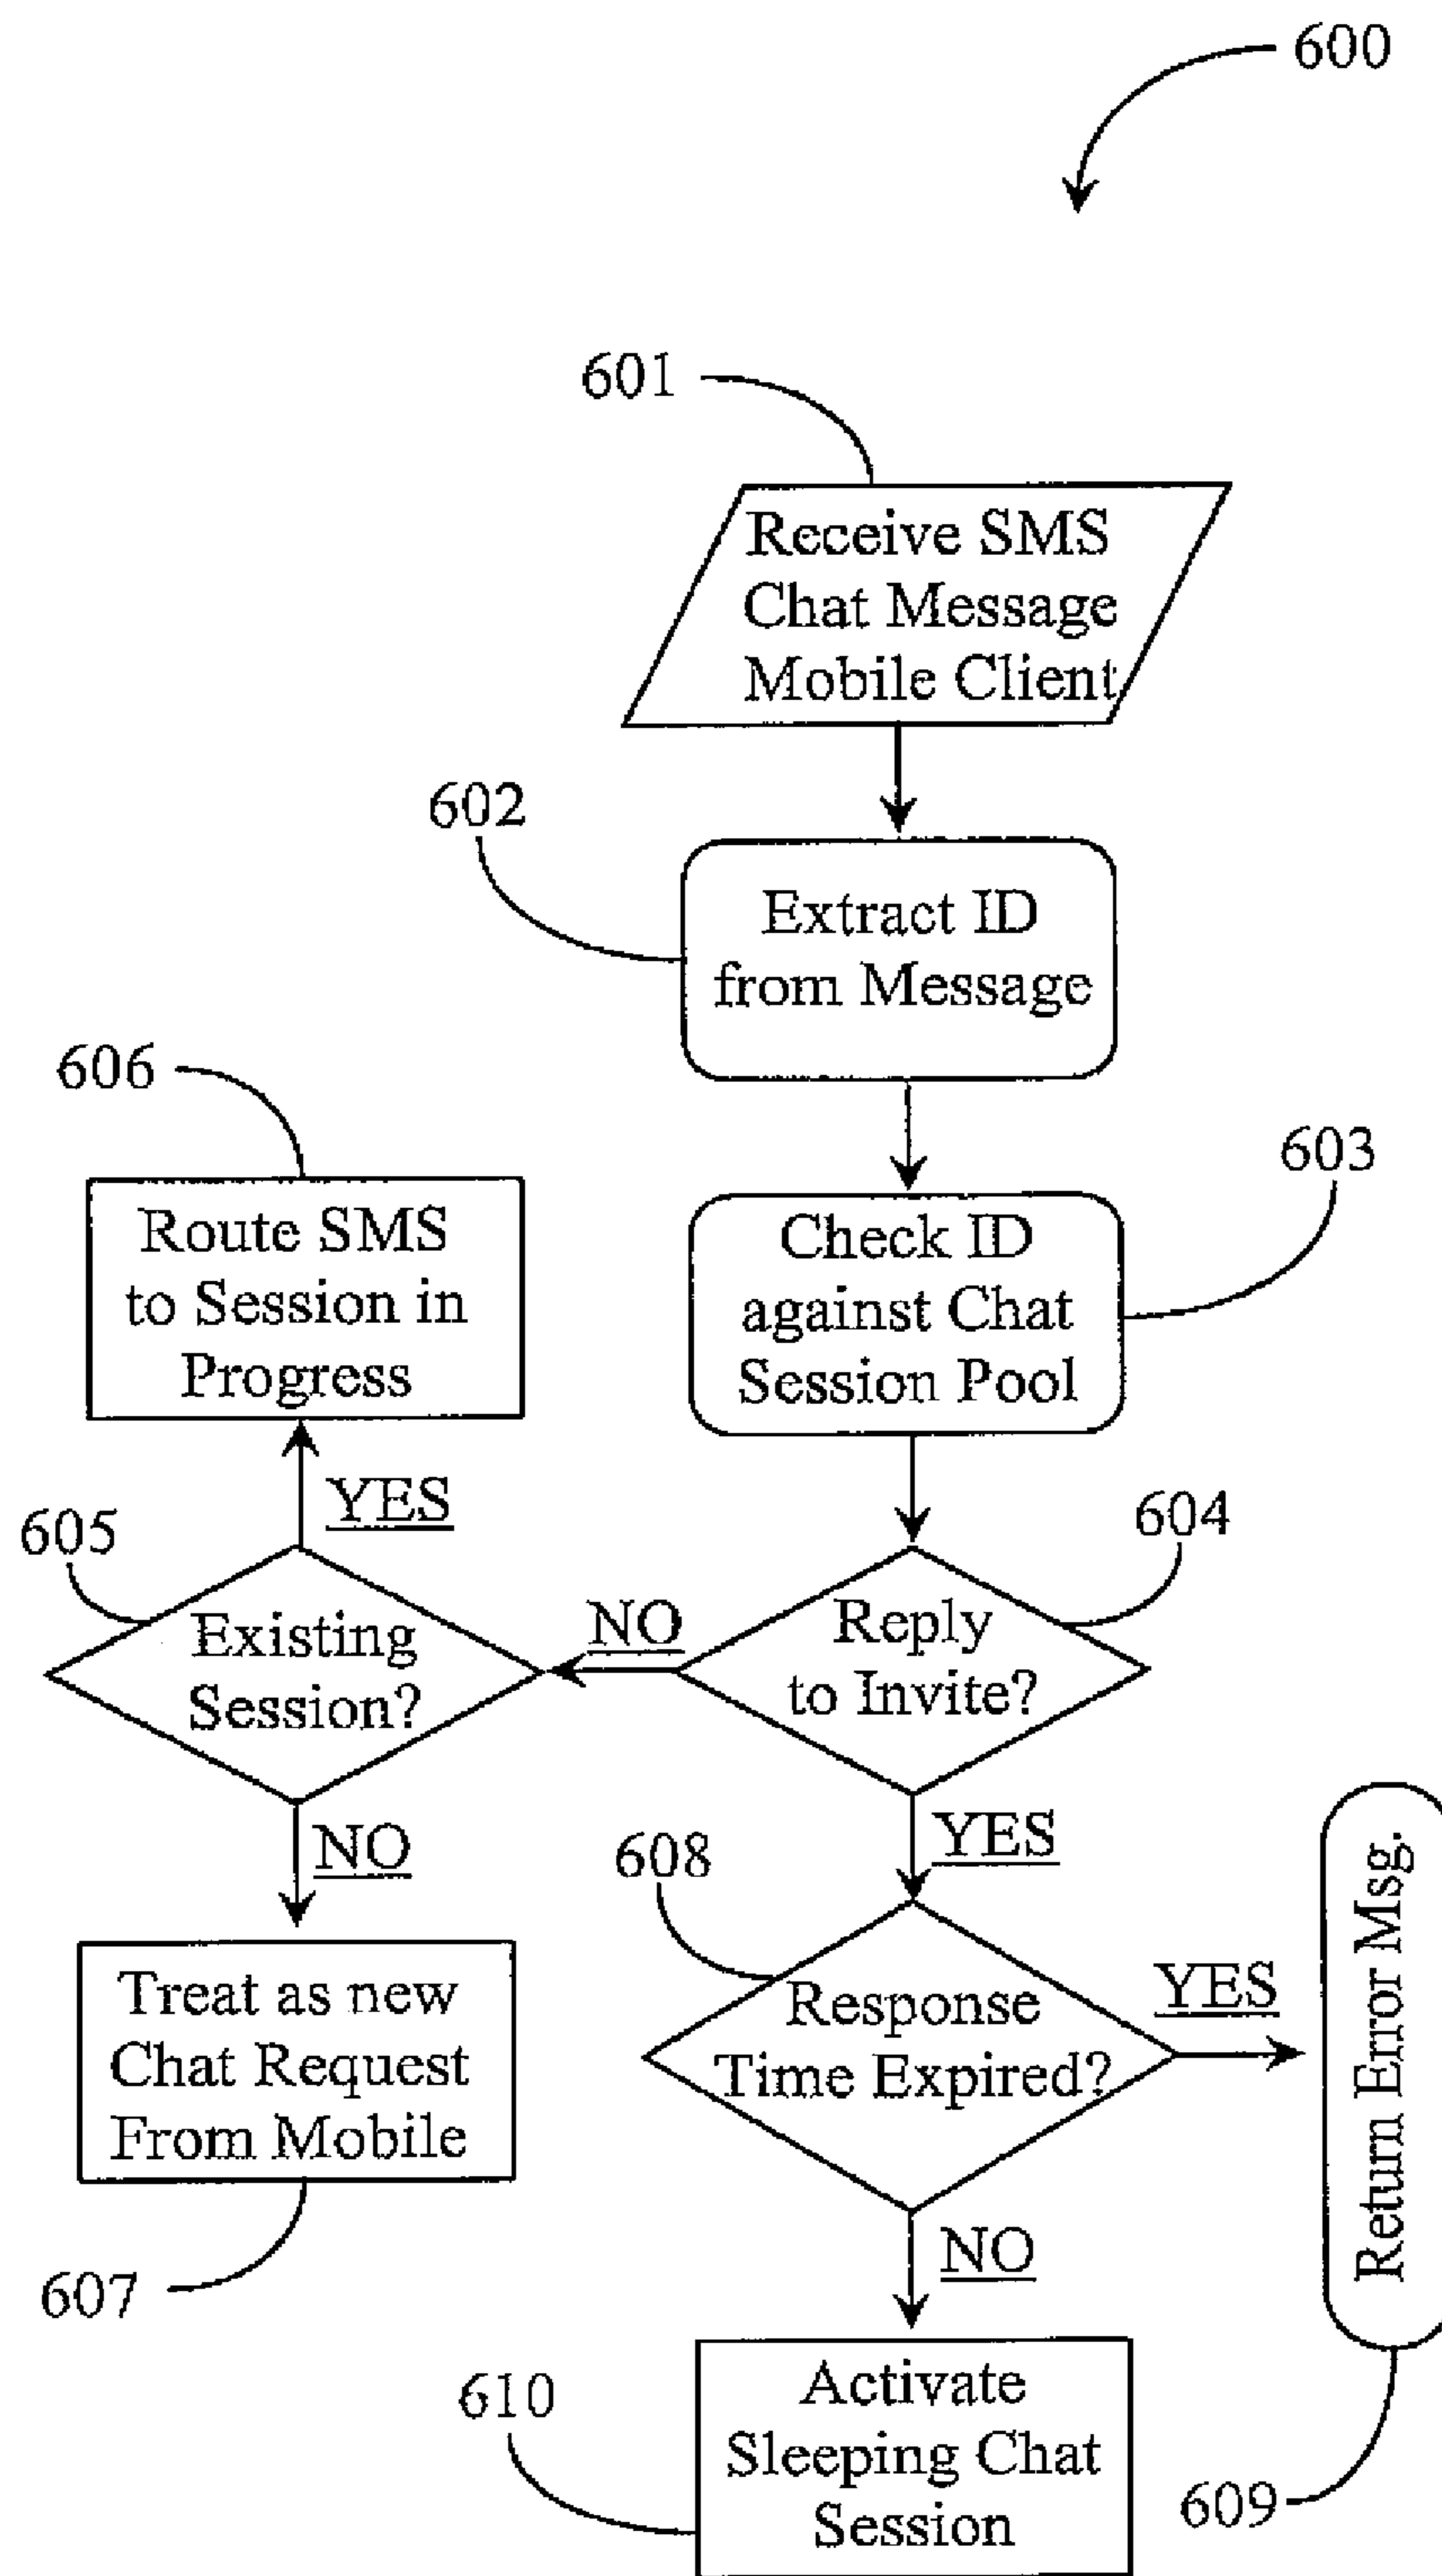 600
601
Receive SMS
Chat Message
Mobile Client
602
Extract ID
from Message
606
603
Route SMS
to Session in
Progress
Check ID
against Chat
Session Pool
YES
605
604
Existing
Session?
NO
Reply
to Invite?
NO
YES
608
Treat as new
Chat Request
From Mobile
Response
Time Expired?
YES
Return Error Msg.
607
NO
610
Activate
Sleeping Chat
Session
609